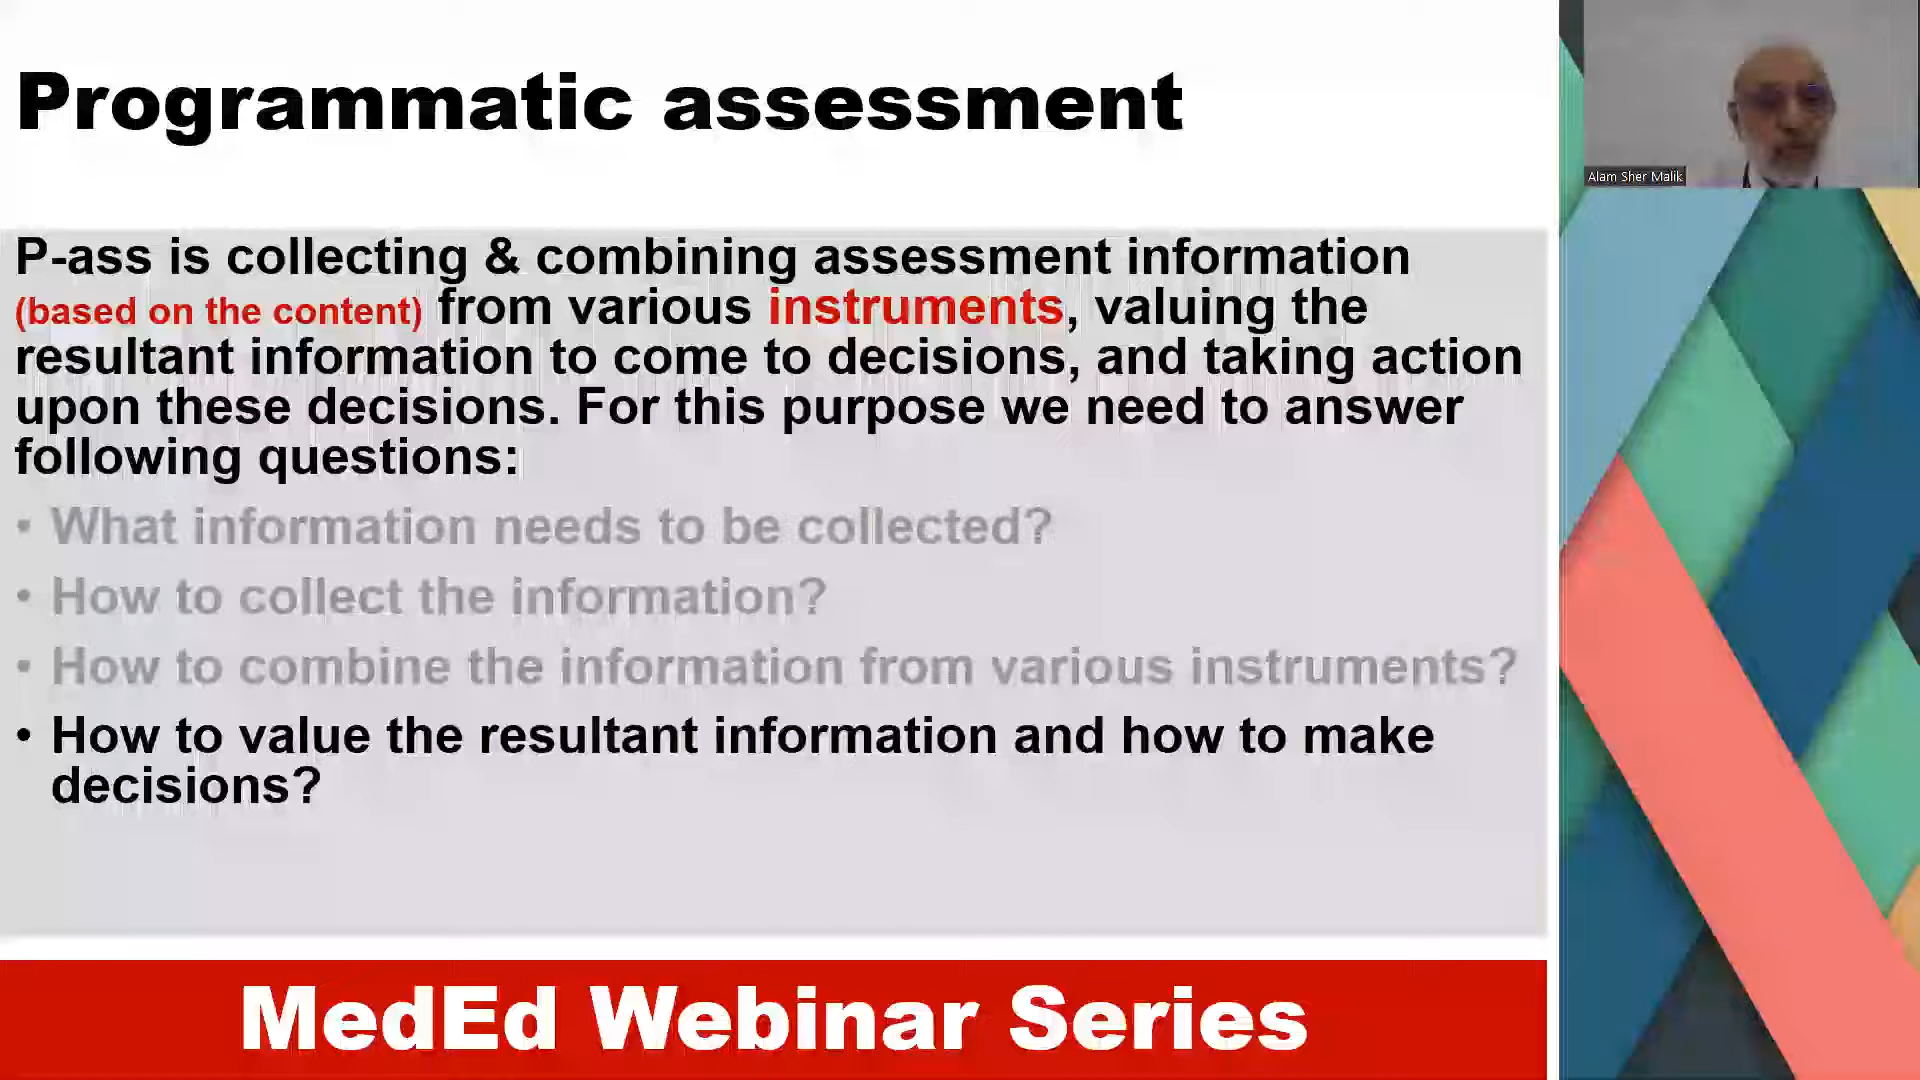 Programmatic assessment
Alam Sher Malik
P-ass is collecting & combining assessment information
(based on the content) from various instruments, valuing the
resultant information to come to decisions, and taking action
upon these decisions. For this purpose we need to answer
following questions:
• What information needs to be collected?
• How to collect the information?
• How to combine the information from various instruments?
• How to value the resultant information and how to make
decisions?
MedEd Webinar Series